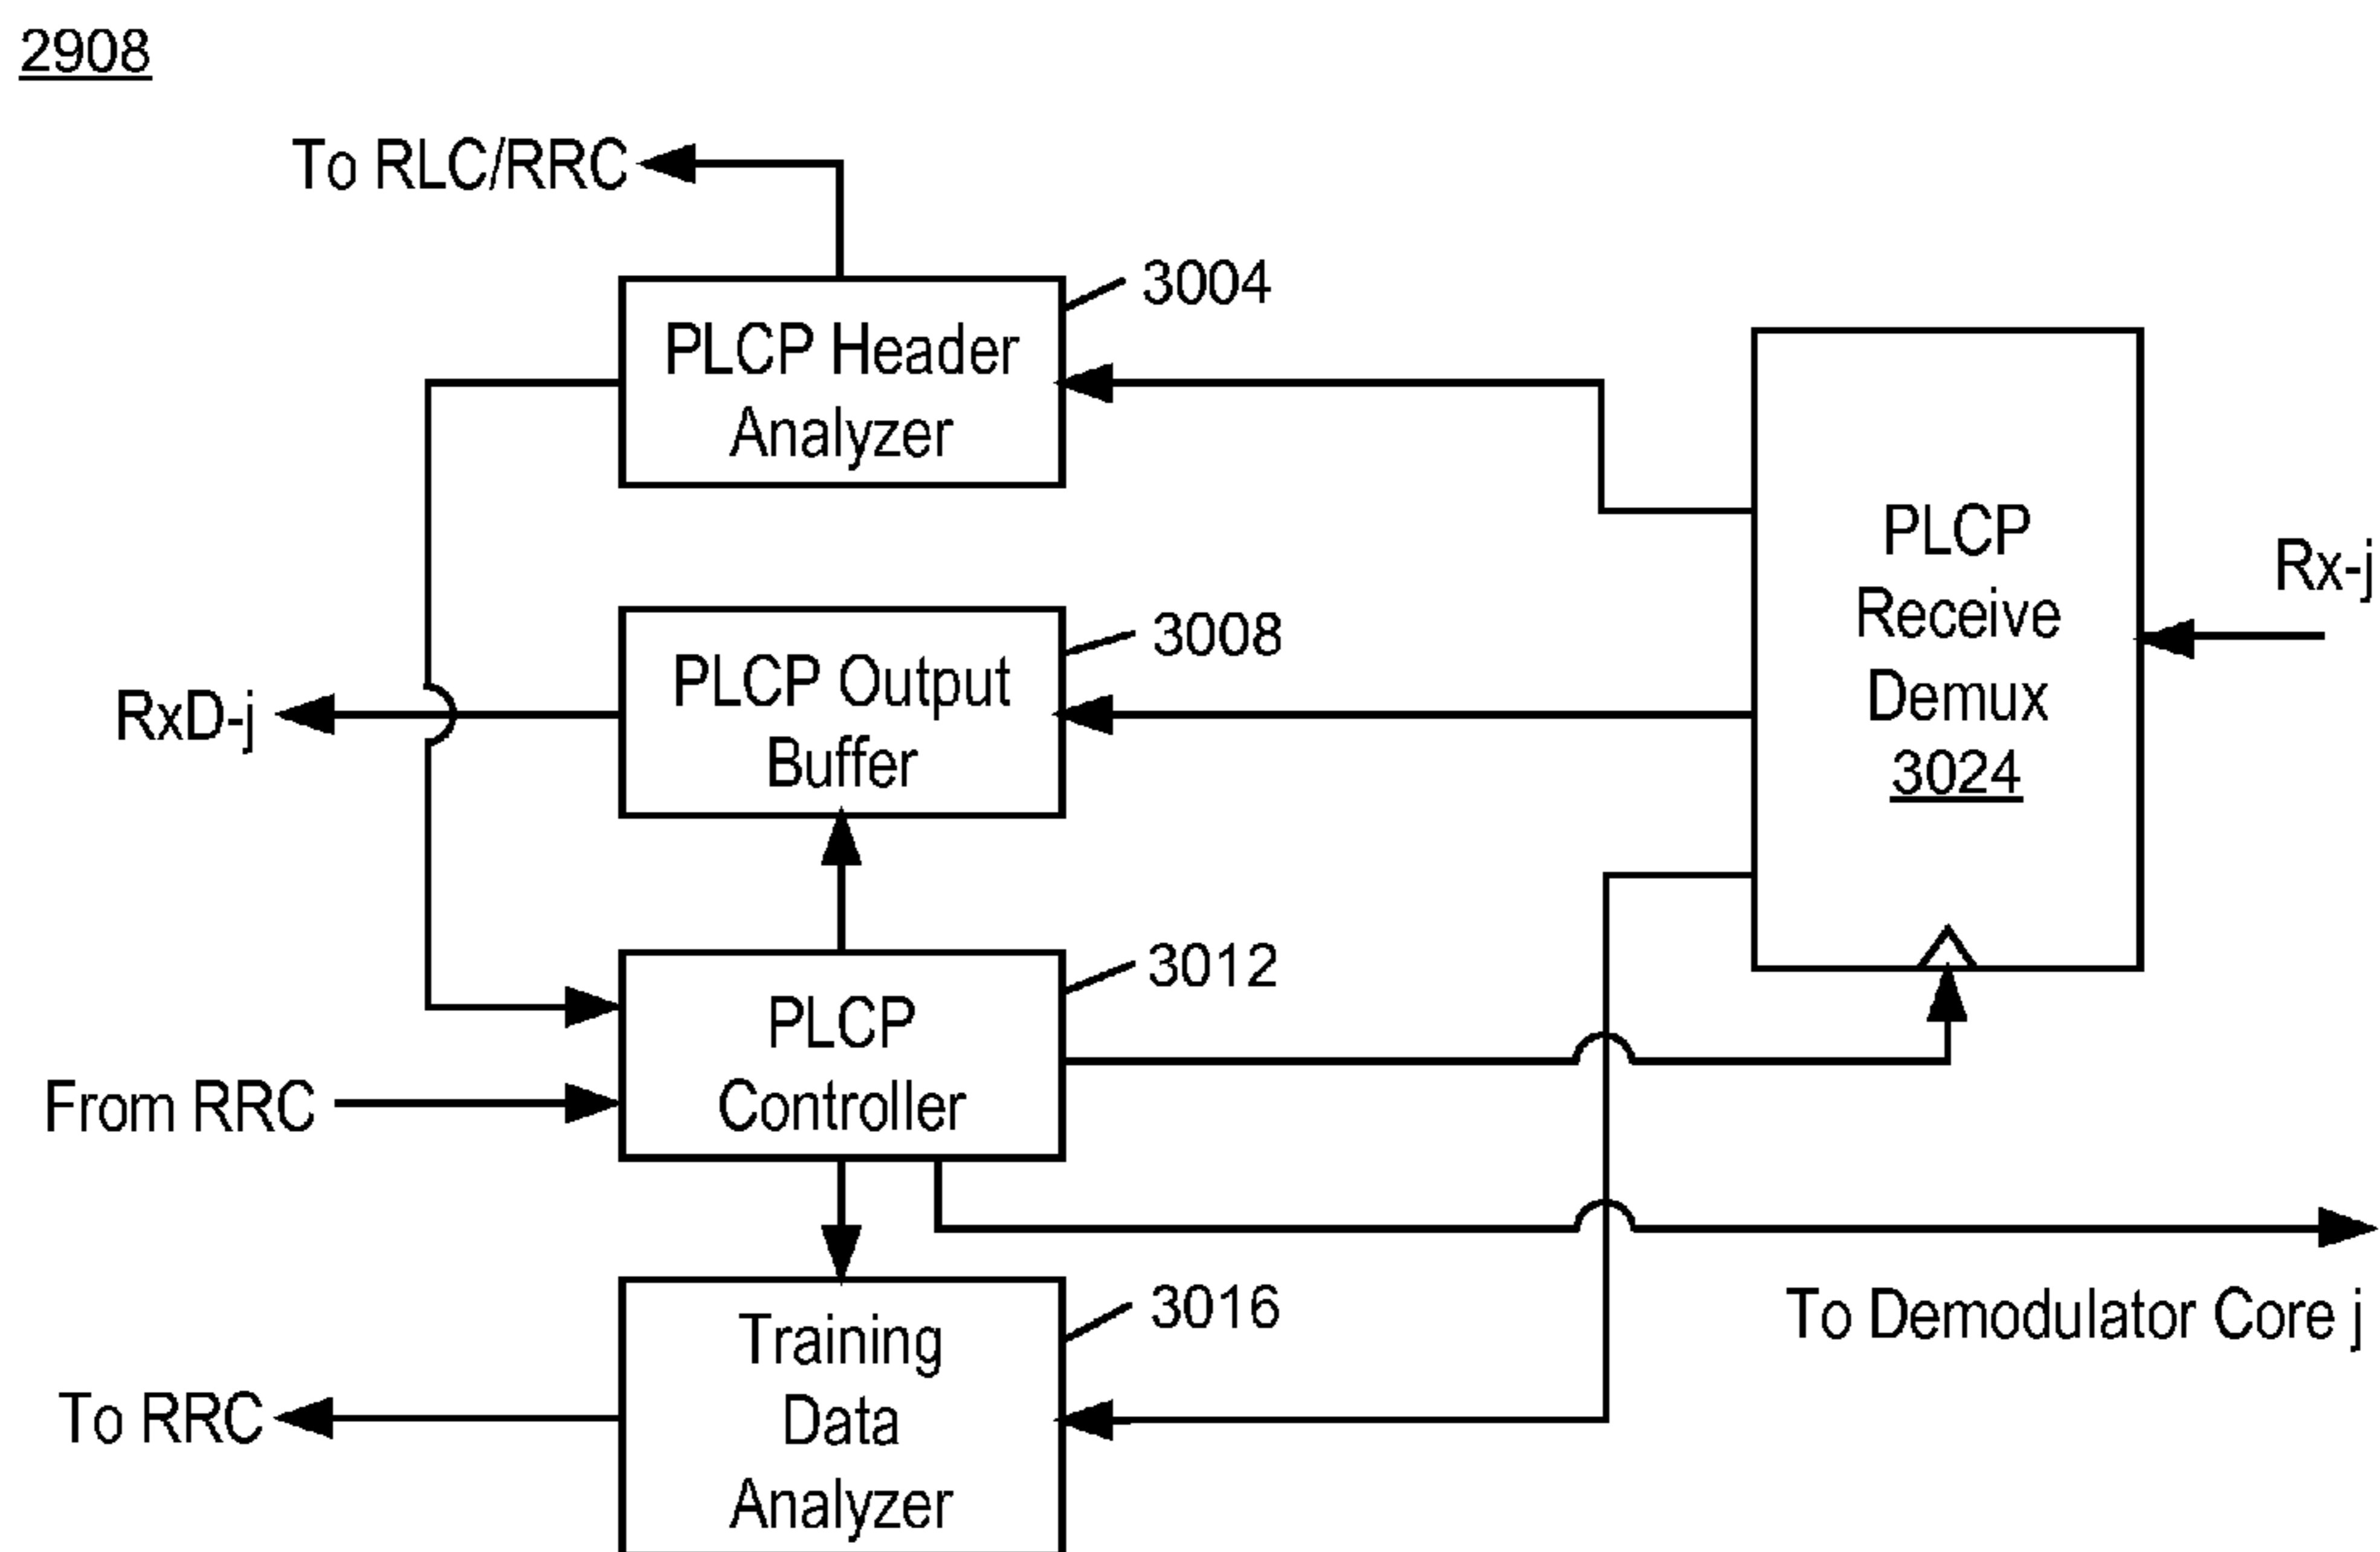 2908
To RLC/RRC
3004
PLCP Header
Analyzer
PLCP
Receive
Demux
3024
Rx-j
3008
PLCP Output
Buffer
RxD-j
3012
PLCP
Controller
From RRC
To Demodulator Core j
3016
Training
Data
Analyzer
To RRC